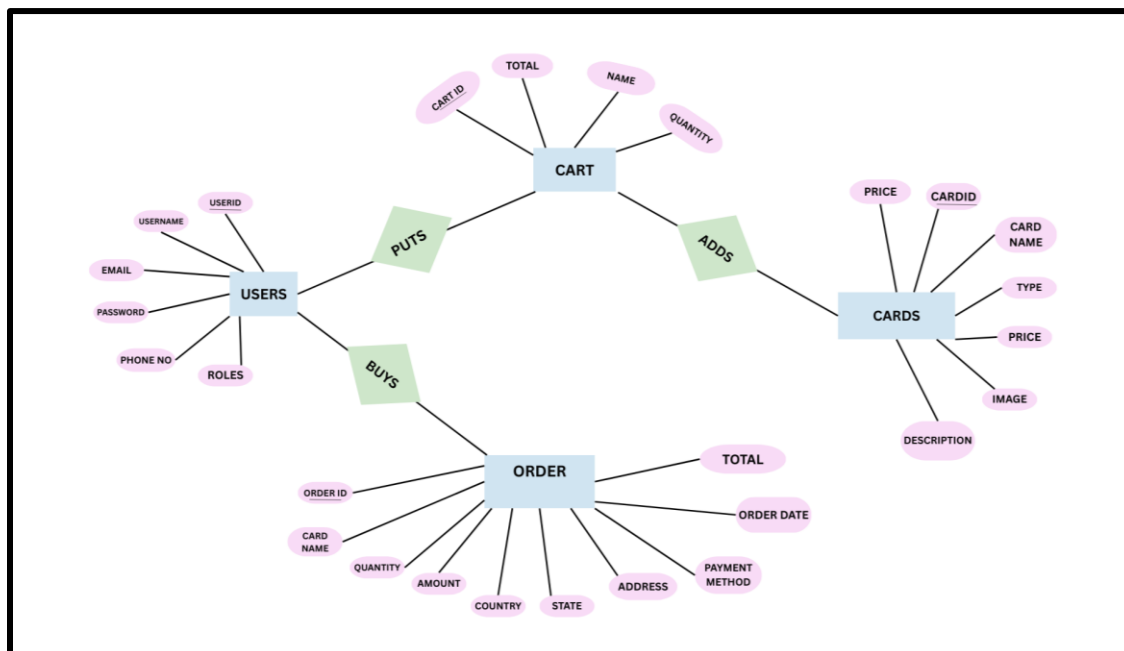 TOTAL
NAME
CART ID
QUANTITY
CART
PUTS
ADDS
USERID
USERNAME
EMAIL
PASSWORD
PHONE NO
ROLES
USERS
PRICE
CARDID
CARD
NAME
TYPE
PRICE
IMAGE
DESCRIPTION
CARDS
BUYS
ORDER
TOTAL
ORDER ID
ORDER DATE
CARD
NAME
QUANTITY
AMOUNT
COUNTRY
STATE
ADDRESS
PAYMENT
METHOD